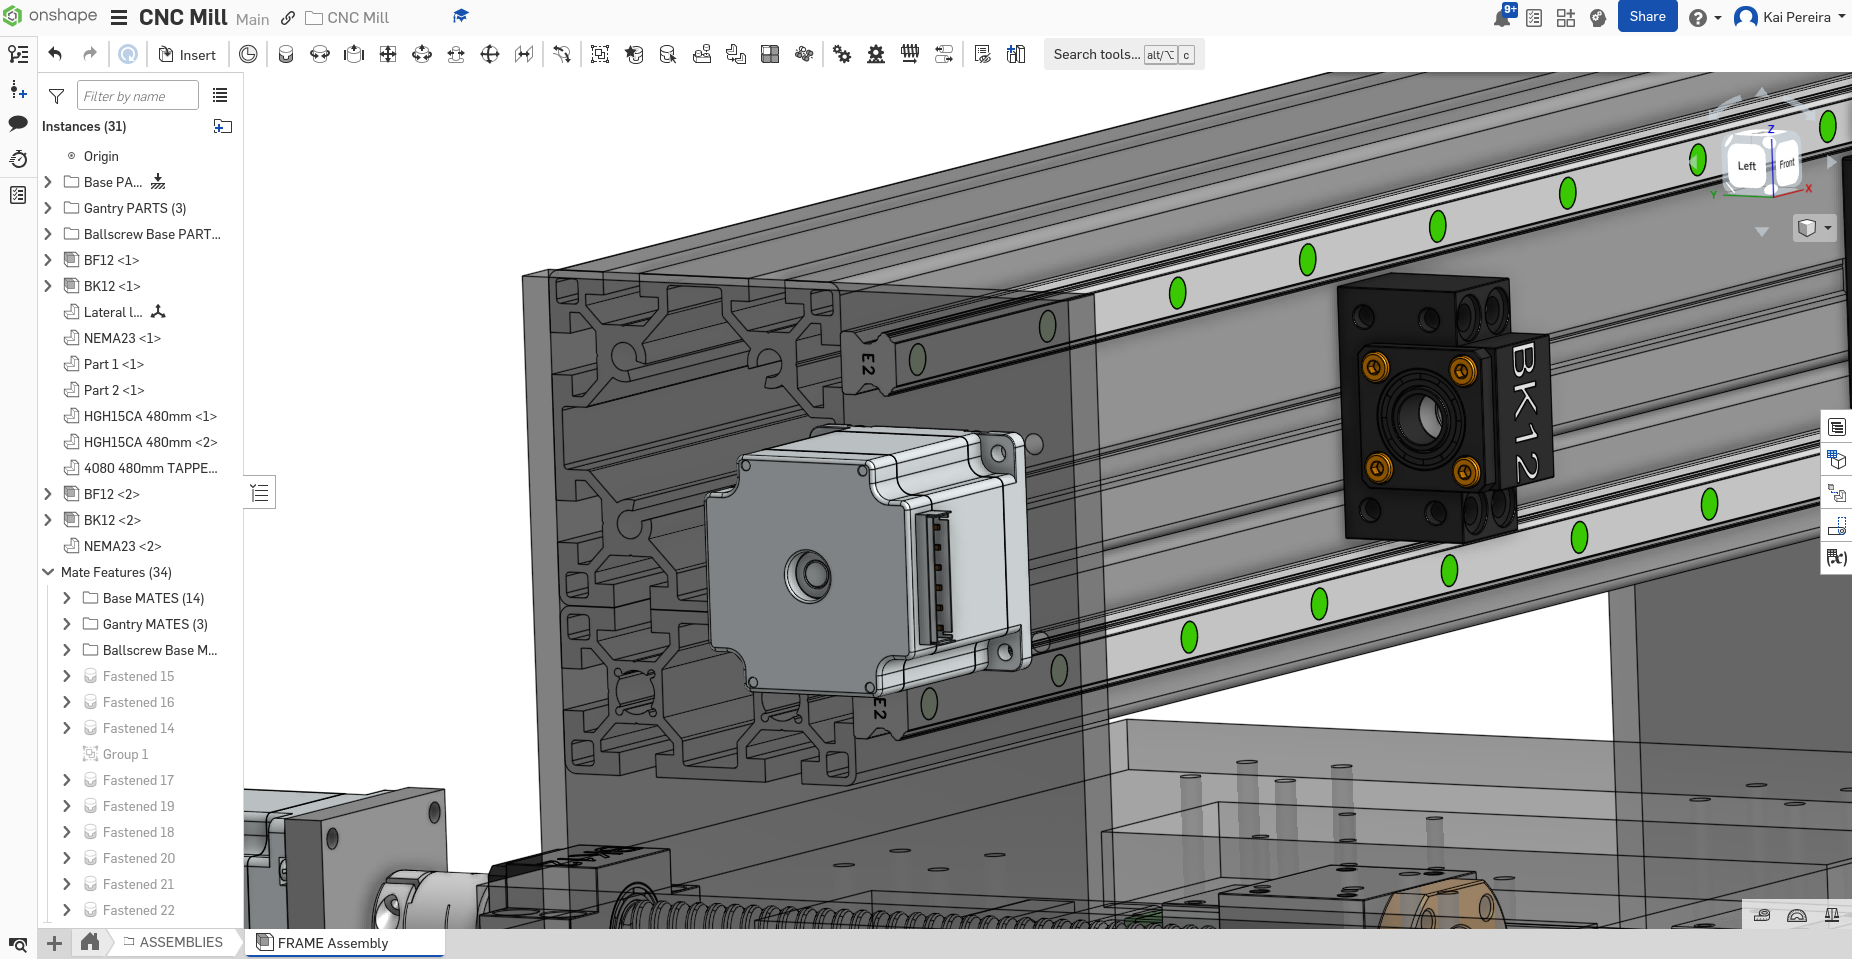 onshape
CNC Mill
Main
CNC Mill
9+
Share
Kai Pereira
Insert
Search tools...
alt/⌥
c
Filter by name
Instances (31)
Origin
Base PA...
Gantry PARTS (3)
Ballscrew Base PART...
BF12 <1>
BK12 <1>
Lateral l...
NEMA23 <1>
Part 1 <1>
Part 2 <1>
HGH15CA 480mm <1>
HGH15CA 480mm <2>
4080 480mm TAPPE...
BF12 <2>
BK12 <2>
NEMA23 <2>
Mate Features (34)
Base MATES (14)
Gantry MATES (3)
Ballscrew Base M...
Fastened 15
Fastened 16
Fastened 14
Group 1
Fastened 17
Fastened 19
Fastened 18
Fastened 20
Fastened 21
Fastened 22
E2
E2
BK12
Z
Left
Front
Y
X
ASSEMBLIES
FRAME Assembly